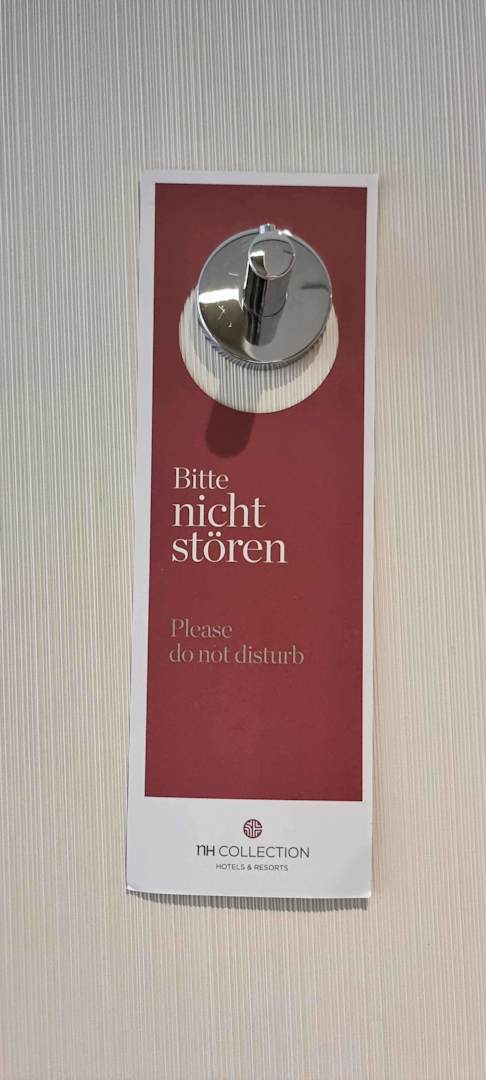 Bitte
nicht
stören
Please
do not disturb
nH COLLECTION
HOTELS & RESORTS